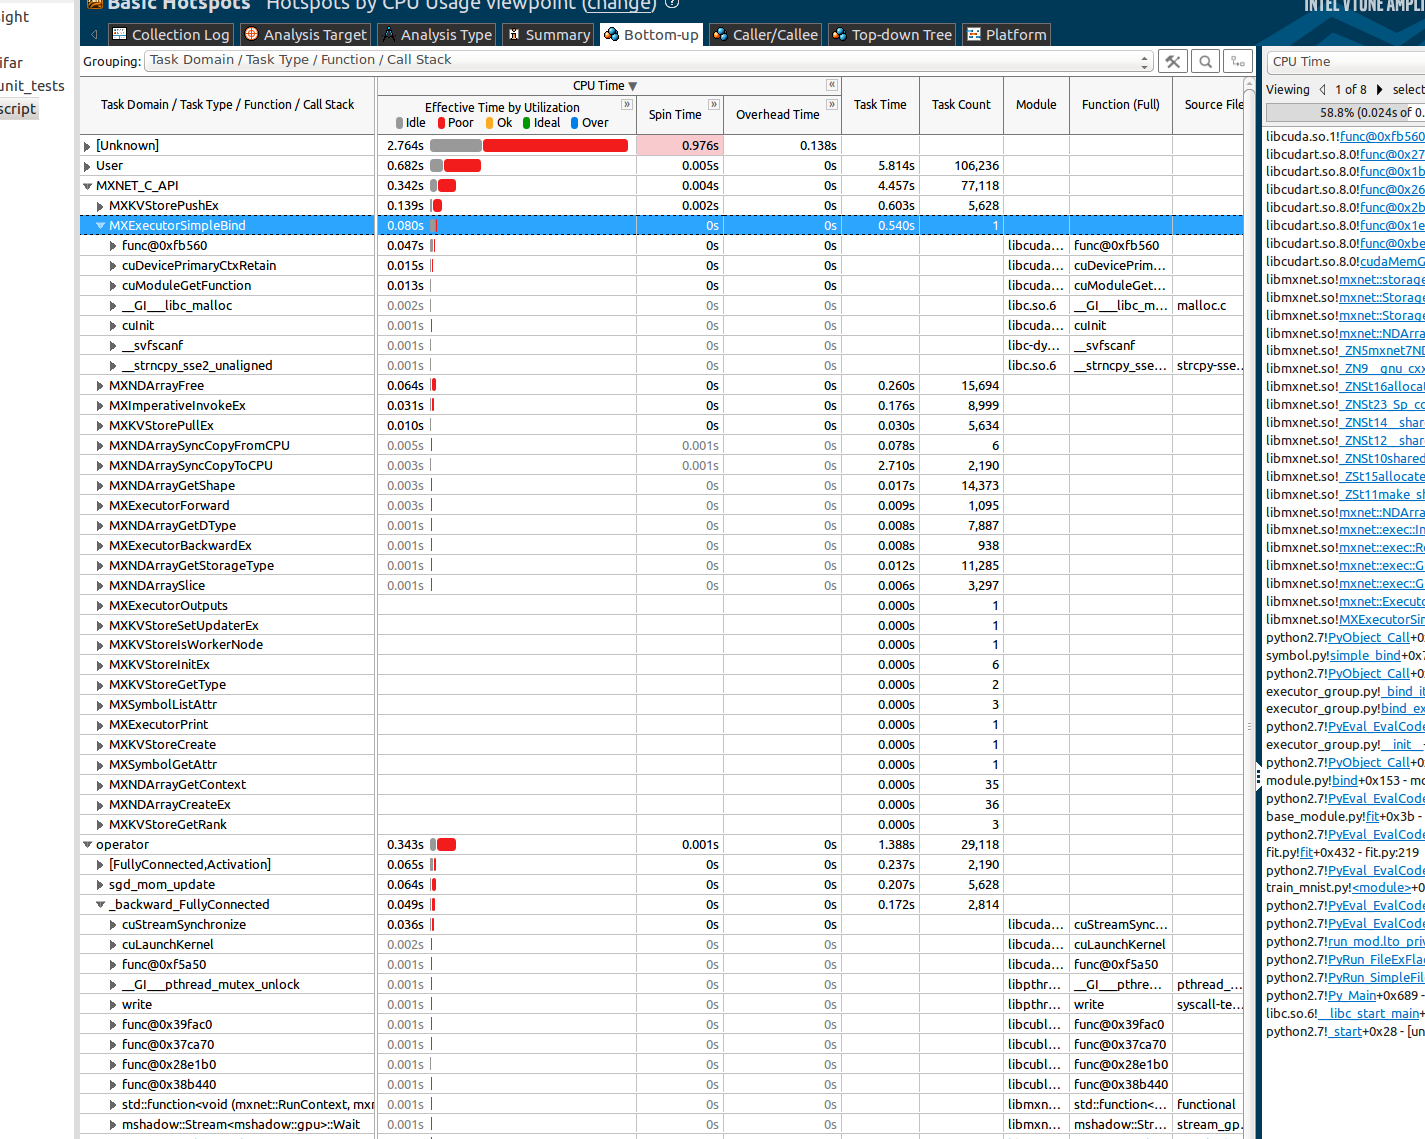 Basic Hotspots Hotspots by CPU Usage viewpoint (change)
INTEL VTUNE AMPLI
ight
Collection Log Analysis Target Analysis Type Summary Bottom-up Caller/Callee Top-down Tree Platform
ifar
unit_tests
script
Grouping: Task Domain / Task Type / Function / Call Stack
CPU Time
Viewing 1 of 8 selec
58.8% (0.024s of 0.
Task Domain / Task Type / Function / Call Stack CPU Time Task Time Task Count Module Function (Full) Source File
Effective Time by Utilization Spin Time Overhead Time
Idle Poor Ok Ideal Over
[Unknown] 2.764s 0.976s 0.138s
User 0.682s 0.005s 0s 5.814s 106,236
MXNET_C_API 0.342s 0.004s 0s 4.457s 77,118
MXKVStorePushEx 0.139s 0.002s 0s 0.603s 5,628
MXExecutorSimpleBind 0.080s 0s 0s 0.540s 1
func@0xfb560 0.047s 0s 0s libcuda... func@0xfb560
cuDevicePrimaryCtxRetain 0.015s 0s 0s libcuda... cuDevicePrim...
cuModuleGetFunction 0.013s 0s 0s libcuda... cuModuleGet...
__GI___libc_malloc 0.002s 0s 0s libc.so.6 __GI___libc_m... malloc.c
cuInit 0.001s 0s 0s libcuda... cuInit
__svfscanf 0.001s 0s 0s libc-dy... __svfscanf
__strncpy_sse2_unaligned 0.001s 0s 0s libc.so.6 __strncpy_sse... strcpy-sse...
MXNDArrayFree 0.064s 0s 0s 0.260s 15,694
MXImperativeInvokeEx 0.031s 0s 0s 0.176s 8,999
MXKVStorePullEx 0.010s 0s 0s 0.030s 5,634
MXNDArraySyncCopyFromCPU 0.005s 0.001s 0s 0.078s 6
MXNDArraySyncCopyToCPU 0.003s 0.001s 0s 2.710s 2,190
MXNDArrayGetShape 0.003s 0s 0s 0.017s 14,373
MXExecutorForward 0.003s 0s 0s 0.009s 1,095
MXNDArrayGetDType 0.001s 0s 0s 0.008s 7,887
MXExecutorBackwardEx 0.001s 0s 0s 0.008s 938
MXNDArrayGetStorageType 0.001s 0s 0s 0.012s 11,285
MXNDArraySlice 0.001s 0s 0s 0.006s 3,297
MXExecutorOutputs 0.000s 1
MXKVStoreSetUpdaterEx 0.000s 1
MXKVStoreIsWorkerNode 0.000s 1
MXKVStoreInitEx 0.000s 6
MXKVStoreGetType 0.000s 2
MXSymbolListAttr 0.000s 3
MXExecutorPrint 0.000s 1
MXKVStoreCreate 0.000s 1
MXSymbolGetAttr 0.000s 1
MXNDArrayGetContext 0.000s 35
MXNDArrayCreateEx 0.000s 36
MXKVStoreGetRank 0.000s 3
operator 0.343s 0.001s 0s 1.388s 29,118
[FullyConnected,Activation] 0.065s 0s 0s 0.237s 2,190
sgd_mom_update 0.064s 0s 0s 0.207s 5,628
_backward_FullyConnected 0.049s 0s 0s 0.172s 2,814
cuStreamSynchronize 0.036s 0s 0s libcuda... cuStreamSync...
cuLaunchKernel 0.002s 0s 0s libcuda... cuLaunchKernel
func@0xf5a50 0.001s 0s 0s libcuda... func@0xf5a50
__GI___pthread_mutex_unlock 0.001s 0s 0s libpthr... __GI___pthre... pthread_...
write 0.001s 0s 0s libpthr... write syscall-te...
func@0x39fac0 0.001s 0s 0s libcubl... func@0x39fac0
func@0x37ca70 0.001s 0s 0s libcubl... func@0x37ca70
func@0x28e1b0 0.001s 0s 0s libcubl... func@0x28e1b0
func@0x38b440 0.001s 0s 0s libcubl... func@0x38b440
std::function<void (mxnet::RunContext, mxr 0.001s 0s 0s libmxn... std::function<... functional
mshadow::Stream<mshadow::gpu>::Wait 0.001s 0s 0s libmxn... mshadow::Str... stream_gp..
libcuda.so.1!func@0xfb560
libcudart.so.8.0!func@0x27
libcudart.so.8.0!func@0x1b
libcudart.so.8.0!func@0x26
libcudart.so.8.0!func@0x2b
libcudart.so.8.0!func@0x1e
libcudart.so.8.0!func@0xbe
libcudart.so.8.0!cudaMemG
libmxnet.so!mxnet::storage
libmxnet.so!mxnet::Storage
libmxnet.so!mxnet::Storage
libmxnet.so!mxnet::NDArra
libmxnet.so!_ZN5mxnet7ND
libmxnet.so!_ZN9__gnu_cxx
libmxnet.so!_ZNSt16allocat
libmxnet.so!_ZNSt23_Sp_co
libmxnet.so!_ZNSt14__shar
libmxnet.so!_ZNSt12__shar
libmxnet.so!_ZNSt10shared
libmxnet.so!_ZSt15allocate
libmxnet.so!_ZSt11make_sh
libmxnet.so!mxnet::NDArra
libmxnet.so!mxnet::exec::In
libmxnet.so!mxnet::exec::Re
libmxnet.so!mxnet::exec::G
libmxnet.so!mxnet::exec::G
libmxnet.so!mxnet::Executo
libmxnet.so!MXExecutorSim
python2.7!PyObject_Call+0
symbol.py!simple_bind+0x7
python2.7!PyObject_Call+0
executor_group.py!_bind_it
executor_group.py!bind_ex
python2.7!PyEval_EvalCode
executor_group.py!__init__
python2.7!PyObject_Call+0
module.py!bind+0x153 - mo
python2.7!PyEval_EvalCode
base_module.py!fit+0x3b -
python2.7!PyEval_EvalCode
fit.py!fit+0x432 - fit.py:219
python2.7!PyEval_EvalCode
train_mnist.py!<module>+0
python2.7!PyEval_EvalCode
python2.7!PyEval_EvalCode
python2.7!run_mod.lto_priv
python2.7!PyRun_FileExFla
python2.7!PyRun_SimpleFil
python2.7!Py_Main+0x689 -
libc.so.6!__libc_start_main+
python2.7!_start+0x28 - [un